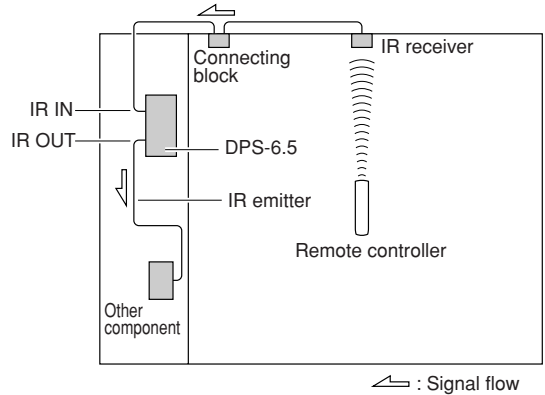 IR receiver
Connecting
block
IR IN
IR OUT
DPS-6.5
IR emitter
Remote controller
Other
component
: Signal flow